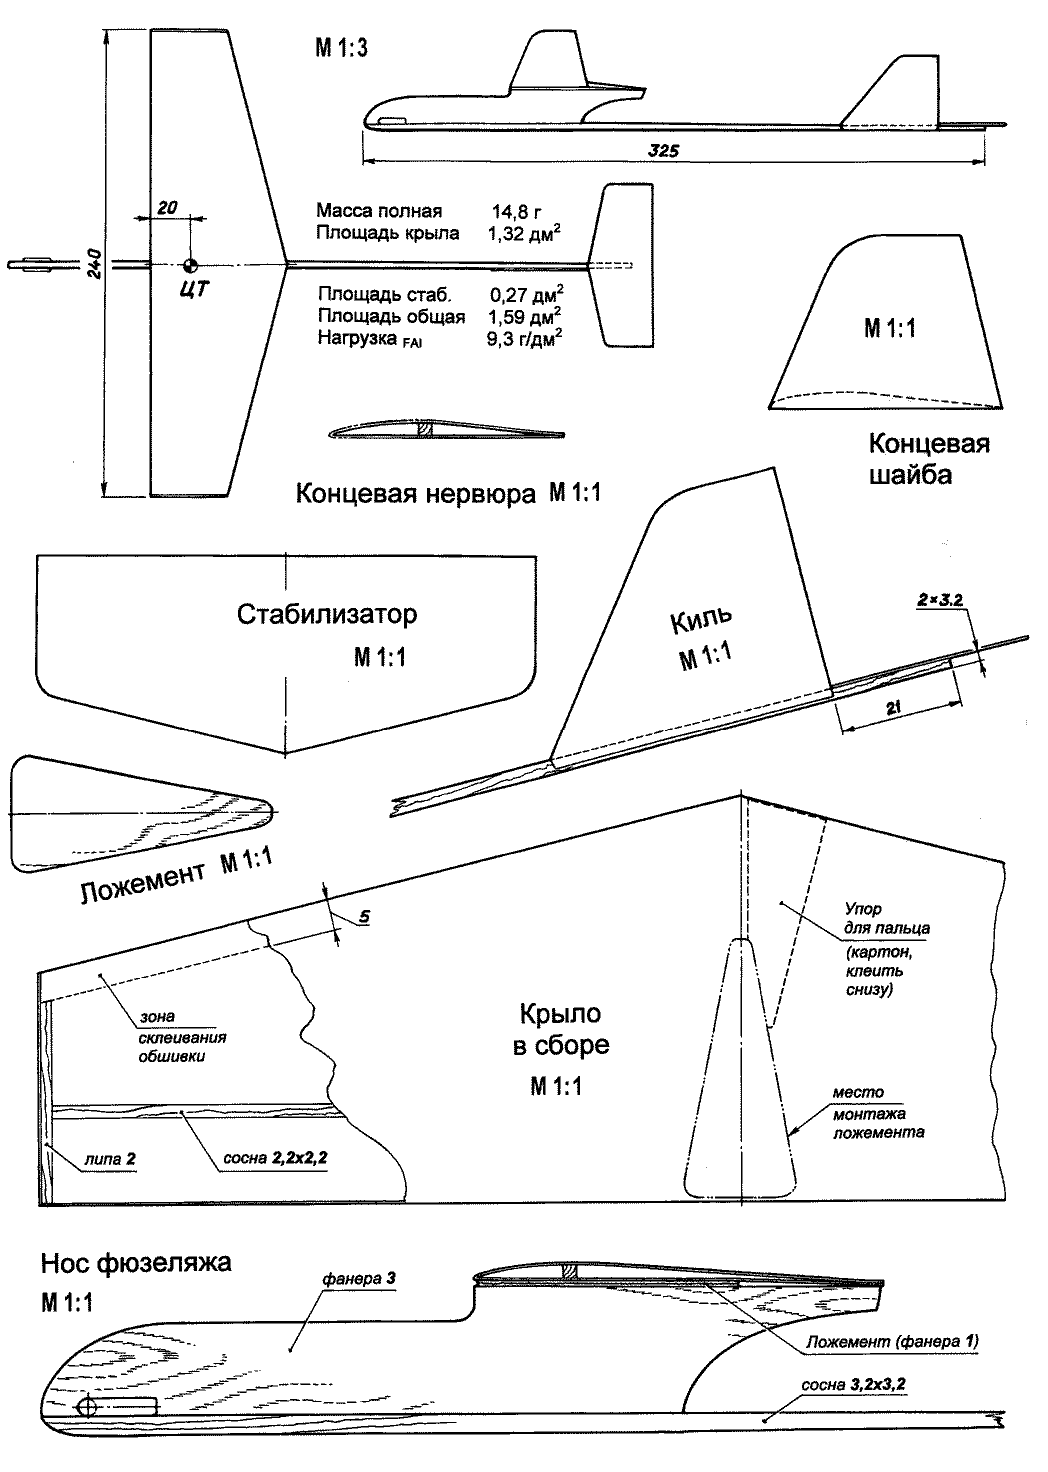 М 1:3
325
20
240
ЦТ
Масса полная 14,8 г
Площадь крыла 1,32 дм²
Площадь стаб. 0,27 дм²
Площадь общая 1,59 дм²
Нагрузка FAI 9,3 г/дм²
М 1:1
Концевая
шайба
Концевая нервюра М 1:1
Стабилизатор
М 1:1
Киль
М 1:1
2×3.2
21
Ложемент М 1:1
5
Упор
для пальца
(картон,
клеить
снизу)
зона
склеивания
обшивки
Крыло
в сборе
М 1:1
место
монтажа
ложемента
липа 2
сосна 2,2х2,2
Нос фюзеляжа
М 1:1
фанера 3
Ложемент (фанера 1)
сосна 3,2х3,2